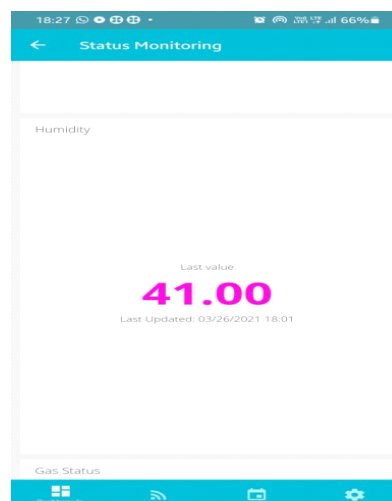 18:27 66%
Status Monitoring
Humidity
Last value
41.00
Last Updated: 03/26/2021 18:01
Gas Status